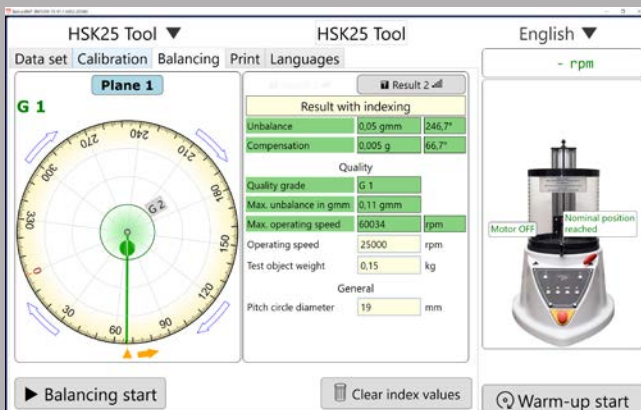 HSK25 Tool ▼
HSK25 Tool
English ▼
Data set Calibration Balancing Print Languages
- rpm
Plane 1
G 1
Result 2
Result with indexing
Unbalance 0,05 gmm 246,7°
Compensation 0,005 g 66,7°
Quality
Quality grade G 1
Max. unbalance in gmm 0,11 gmm
Max. operating speed 60034 rpm
Operating speed 25000 rpm
Test object weight 0,15 kg
General
Pitch circle diameter 19 mm
270
240
210
180
150
120
90
60
30
0
330
300
G 2
Motor OFF
Nominal position
reached
Balancing start
Clear index values
Warm-up start